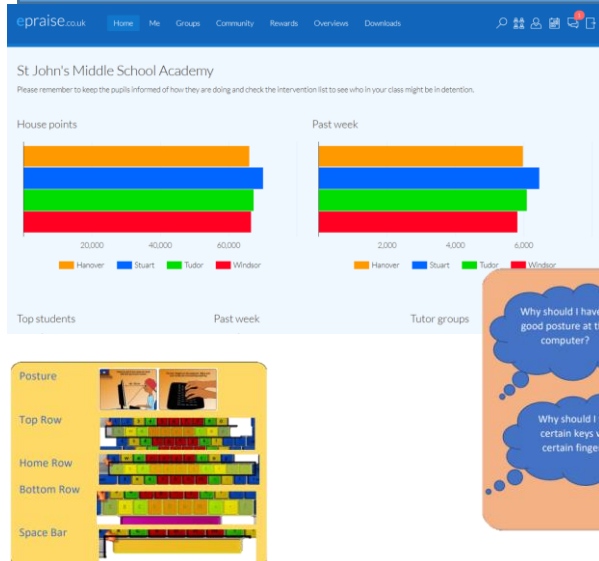 epraise.co.uk Home Me Groups Community Rewards Overviews Downloads
1
St John's Middle School Academy
Please remember to keep the pupils informed of how they are doing and check the intervention list to see who in your class might be in detention.
House points
Past week
20,000 40,000 60,000
2,000 4,000 6,000
Hanover Stuart Tudor Windsor
Hanover Stuart Tudor Windsor
Top students
Past week
Tutor groups
Why should I have
good posture at th
computer?
Why should I
certain keys w
certain finge
Posture
Top Row
Home Row
Bottom Row
Space Bar